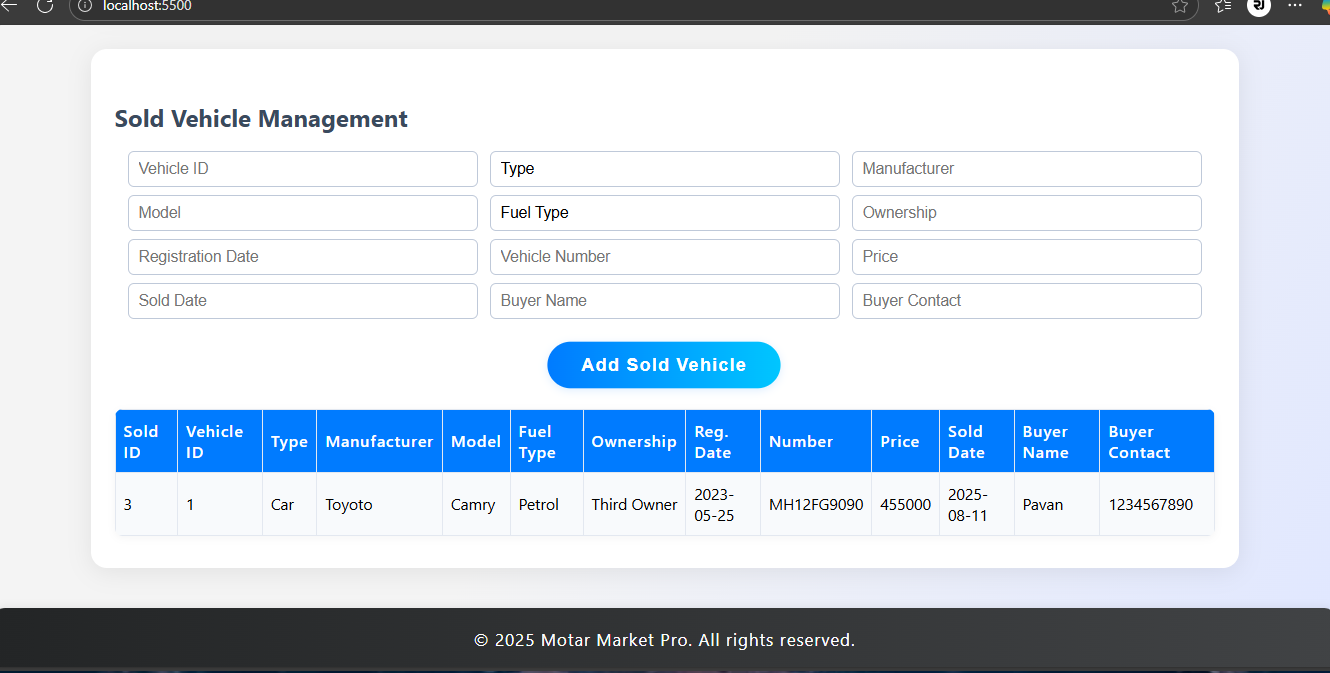 localhost:5500
Sold Vehicle Management
Vehicle ID Type Manufacturer
Model Fuel Type Ownership
Registration Date Vehicle Number Price
Sold Date Buyer Name Buyer Contact
Add Sold Vehicle
Sold ID Vehicle ID Type Manufacturer Model Fuel Type Ownership Reg. Date Number Price Sold Date Buyer Name Buyer Contact
3 1 Car Toyoto Camry Petrol Third Owner 2023-05-25 MH12FG9090 455000 2025-08-11 Pavan 1234567890
© 2025 Motar Market Pro. All rights reserved.